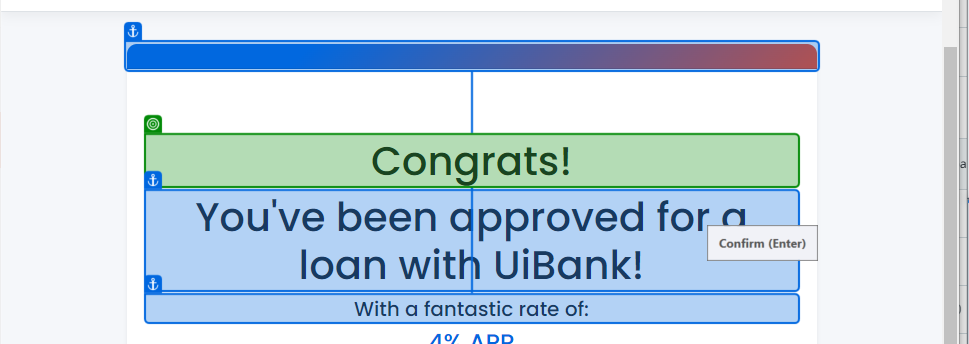 Congrats!
You've been approved for a
loan with UiBank!
Confirm (Enter)
With a fantastic rate of:
4% APR